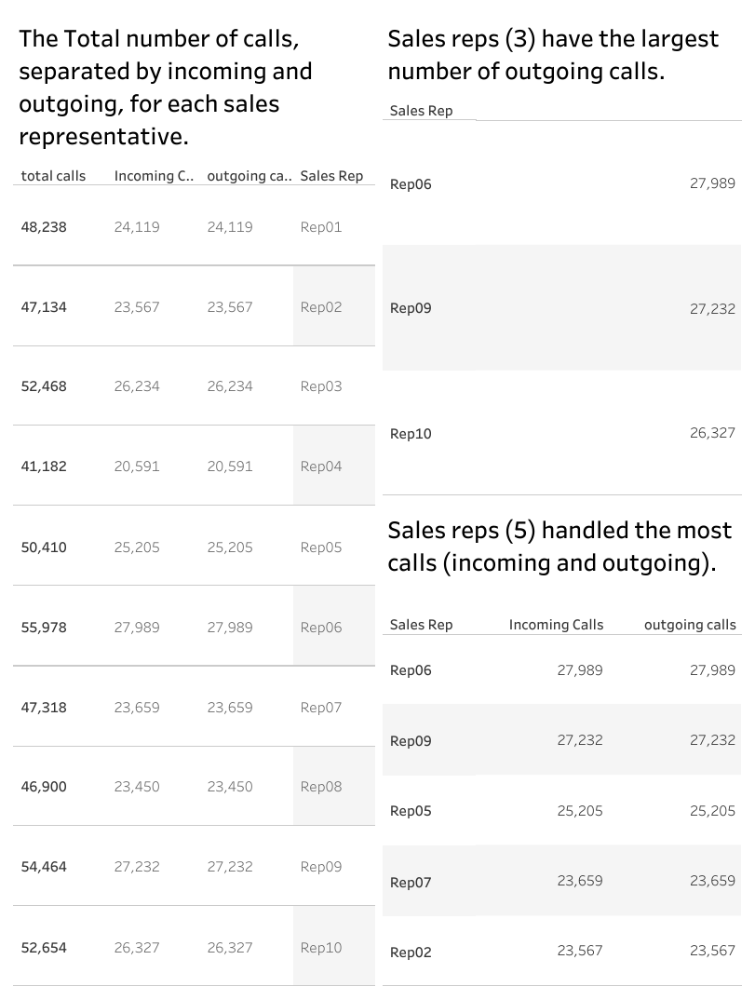 The Total number of calls,
separated by incoming and
outgoing, for each sales
representative.
total calls Incoming C.. outgoing ca.. Sales Rep
48,238 24,119 24,119 Rep01
47,134 23,567 23,567 Rep02
52,468 26,234 26,234 Rep03
41,182 20,591 20,591 Rep04
50,410 25,205 25,205 Rep05
55,978 27,989 27,989 Rep06
47,318 23,659 23,659 Rep07
46,900 23,450 23,450 Rep08
54,464 27,232 27,232 Rep09
52,654 26,327 26,327 Rep10
Sales reps (3) have the largest
number of outgoing calls.
Sales Rep
Rep06 27,989
Rep09 27,232
Rep10 26,327
Sales reps (5) handled the most
calls (incoming and outgoing).
Sales Rep Incoming Calls outgoing calls
Rep06 27,989 27,989
Rep09 27,232 27,232
Rep05 25,205 25,205
Rep07 23,659 23,659
Rep02 23,567 23,567